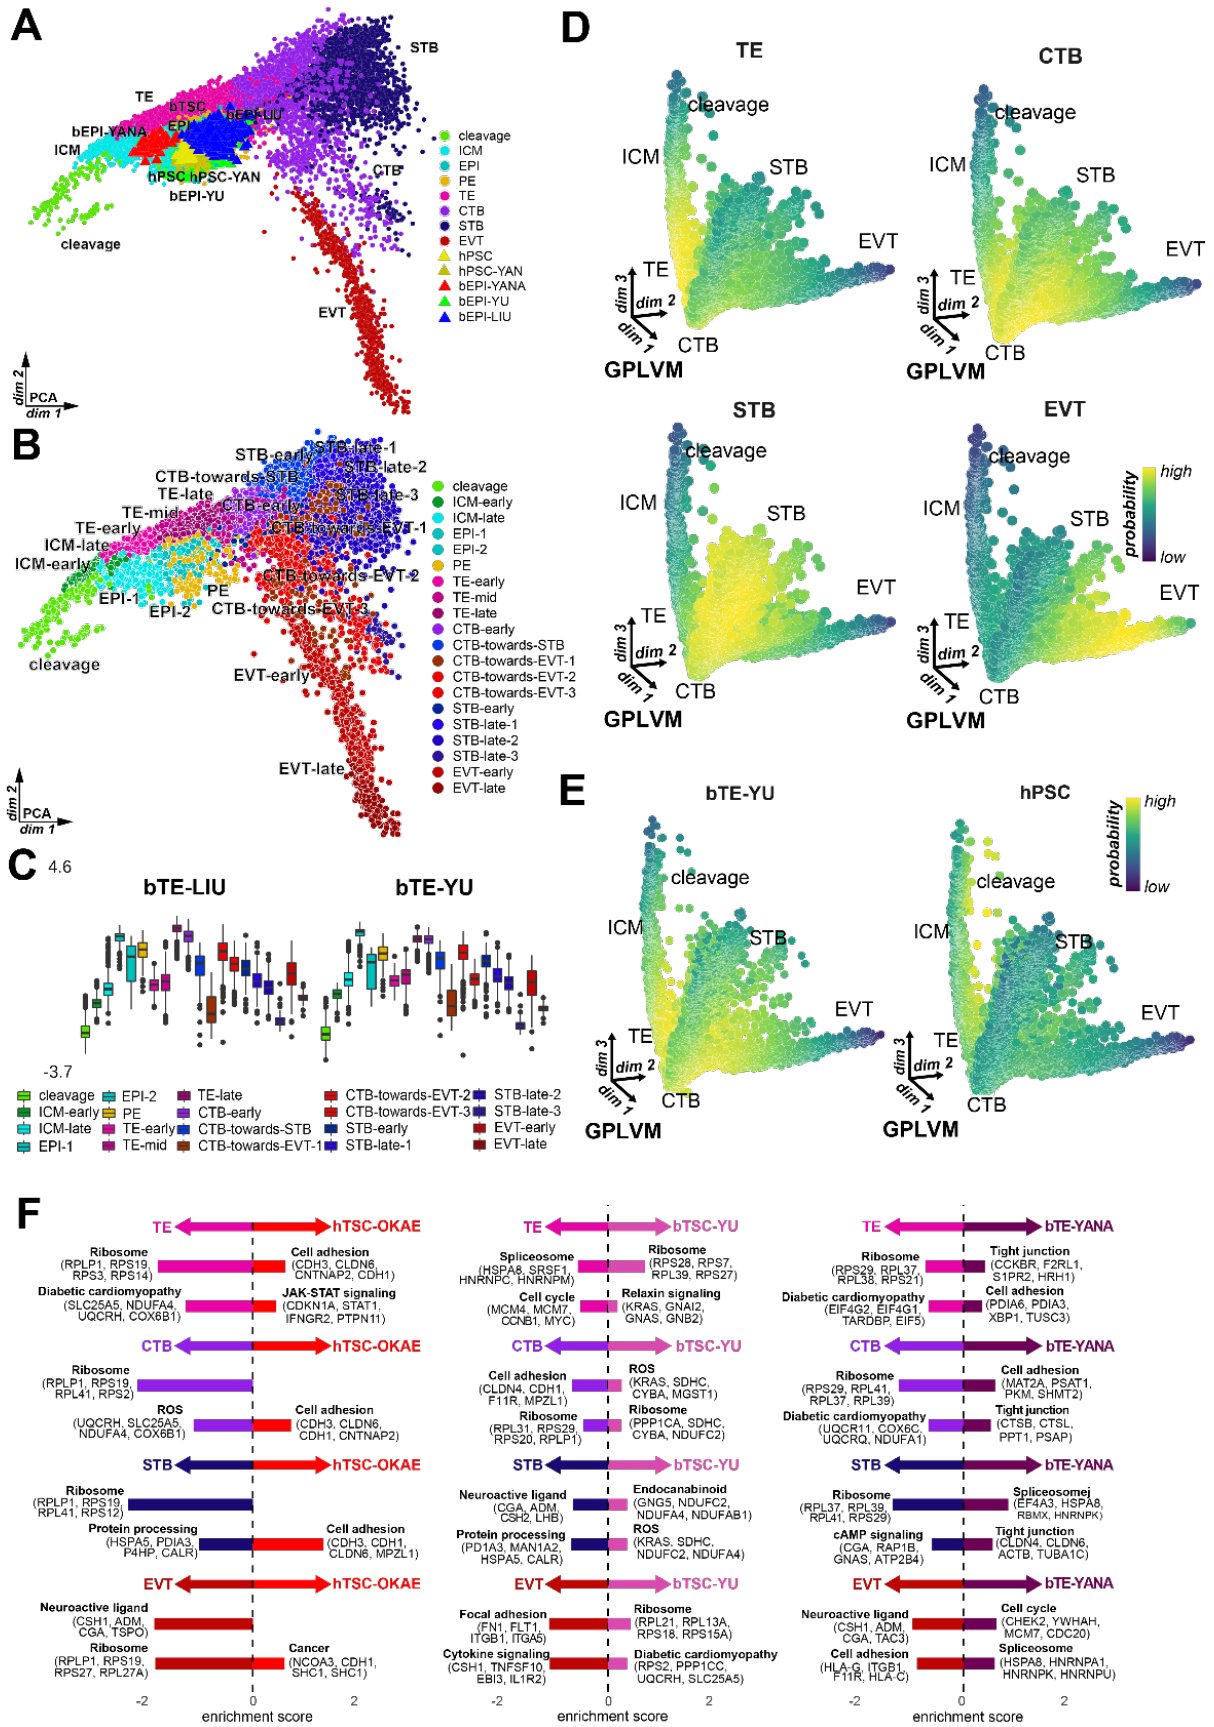 A
STB
TE
bTSC
bEPI-LIU
bEPI-YANA
EPI
ICM
CTB
hPSC
hPSC-YAN
bEPI-YU
cleavage
EVT
dim 2
PCA
dim 1
cleavage
ICM
EPI
PE
TE
CTB
STB
EVT
hPSC
hPSC-YAN
bEPI-YANA
bEPI-YU
bEPI-LIU
B
STB-early
STB-late-1
STB-late-2
CTB-towards-STB
TE-late
STB-late-3
CTB-early
TE-mid
TE-early
CTB-towards-EVT-1
ICM-late
ICM-early
CTB-towards-EVT-2
EPI-1
PE
EPI-2
CTB-towards-EVT-3
cleavage
EVT-early
EVT-late
dim 2
PCA
dim 1
cleavage
ICM-early
ICM-late
EPI-1
EPI-2
PE
TE-early
TE-mid
TE-late
CTB-early
CTB-towards-STB
CTB-towards-EVT-1
CTB-towards-EVT-2
CTB-towards-EVT-3
STB-early
STB-late-1
STB-late-2
STB-late-3
EVT-early
EVT-late
C
4.6
bTE-LIU
bTE-YU
-3.7
cleavage
ICM-early
ICM-late
EPI-1
EPI-2
PE
TE-early
TE-mid
TE-late
CTB-early
CTB-towards-STB
CTB-towards-EVT-1
CTB-towards-EVT-2
CTB-towards-EVT-3
STB-early
STB-late-1
STB-late-2
STB-late-3
EVT-early
EVT-late
D
TE
cleavage
ICM
STB
EVT
TE
dim 3
dim 2
dim 1
CTB
GPLVM
CTB
cleavage
ICM
STB
EVT
TE
dim 3
dim 2
dim 1
CTB
GPLVM
STB
cleavage
ICM
STB
EVT
TE
dim 3
dim 2
dim 1
CTB
GPLVM
EVT
cleavage
ICM
STB
EVT
TE
dim 3
dim 2
dim 1
CTB
GPLVM
probability
high
low
E
bTE-YU
cleavage
ICM
STB
EVT
TE
dim 3
dim 2
dim 1
CTB
GPLVM
hPSC
cleavage
ICM
STB
EVT
TE
dim 3
dim 2
dim 1
CTB
GPLVM
probability
high
low
F
TE
hTSC-OKAE
Ribosome
(RPLP1, RPS19,
RPS3, RPS14)
Cell adhesion
(CDH3, CLDN6,
CNTNAP2, CDH1)
Diabetic cardiomyopathy
(SLC25A5, NDUFA4,
UQCRH, COX6B1)
JAK-STAT signaling
(CDKN1A, STAT1,
IFNGR2, PTPN11)
CTB
hTSC-OKAE
Ribosome
(RPLP1, RPS19,
RPL41, RPS2)
ROS
(UQCRH, SLC25A5,
NDUFA4, COX6B1)
Cell adhesion
(CDH3, CLDN6,
CDH1, CNTNAP2)
STB
hTSC-OKAE
Ribosome
(RPLP1, RPS19,
RPL41, RPS12)
Protein processing
(HSPA5, PDIA3,
P4HP, CALR)
Cell adhesion
(CDH3, CDH1,
CLDN6, MPZL1)
EVT
hTSC-OKAE
Neuroactive ligand
(CSH1, ADM,
CGA, TSPO)
Ribosome
(RPLP1, RPS19,
RPS27, RPL27A)
Cancer
(NCOA3, CDH1,
SHC1, SHC1)
-2
0
2
enrichment score
TE
bTSC-YU
Spliceosome
(HSPA8, SRSF1,
HNRNPC, HNRNPM)
Ribosome
(RPS28, RPS7,
RPL39, RPS27)
Cell cycle
(MCM4, MCM7,
CCNB1, MYC)
Relaxin signaling
(KRAS, GNAI2,
GNAS, GNB2)
CTB
bTSC-YU
Cell adhesion
(CLDN4, CDH1,
F11R, MPZL1)
ROS
(KRAS, SDHC,
CYBA, MGST1)
Ribosome
(RPL31, RPS29,
RPS20, RPLP1)
Ribosome
(PPP1CA, SDHC,
CYBA, NDUFC2)
STB
bTSC-YU
Neuroactive ligand
(CGA, ADM,
CSH2, LHB)
Endocanabinoid
(GNG5, NDUFC2,
NDUFA4, NDUFAB1)
Protein processing
(PD1A3, MAN1A2,
HSPA5, CALR)
ROS
(KRAS, SDHC,
NDUFC2, NDUFA4)
EVT
bTSC-YU
Focal adhesion
(FN1, FLT1,
ITGB1, ITGA5)
Ribosome
(RPL21, RPL13A,
RPS18, RPS15A)
Cytokine signaling
(CSH1, TNFSF10,
EBI3, IL1R2)
Diabetic cardiomyopathy
(RPS2, PPP1CC,
UQCRH, SLC25A5)
-2
0
2
enrichment score
TE
bTE-YANA
Ribosome
(RPS29, RPL37,
RPL38, RPS21)
Tight junction
(CCKBR, F2RL1,
S1PR2, HRH1)
Diabetic cardiomyopathy
(EIF4G2, EIF4G1,
TARDBP, EIF5)
Cell adhesion
(PDIA6, PDIA3,
XBP1, TUSC3)
CTB
bTE-YANA
Ribosome
(RPS29, RPL41,
RPL37, RPL39)
Cell adhesion
(MAT2A, PSAT1,
PKM, SHMT2)
Diabetic cardiomyopathy
(UQCR11, COX6C,
UQCRQ, NDUFA1)
Tight junction
(CTSB, CTSL,
PPT1, PSAP)
STB
bTE-YANA
Ribosome
(RPL37, RPL39,
RPL41, RPS29)
Spliceosomej
(EF4A3, HSPA8,
RBMX, HNRNPK)
cAMP signaling
(CGA, RAP1B,
GNAS, ATP2B4)
Tight junction
(CLDN4, CLDN6,
ACTB, TUBA1C)
EVT
bTE-YANA
Neuroactive ligand
(CSH1, ADM,
CGA, TAC3)
Cell cycle
(CHEK2, YWHAH,
MCM7, CDC20)
Cell adhesion
(HLA-G, ITGB1,
F11R, HLA-C)
Spliceosome
(HSPA8, HNRNPA1,
HNRNPK, HNRNPU)
-2
0
2
enrichment score